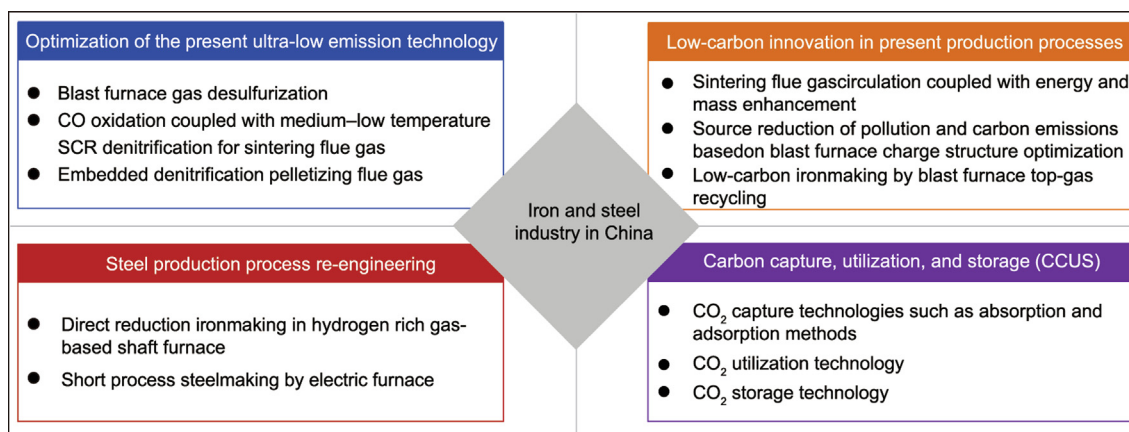 Optimization of the present ultra-low emission technology
● Blast furnace gas desulfurization
● CO oxidation coupled with medium–low temperature
SCR denitrification for sintering flue gas
● Embedded denitrification pelletizing flue gas
Low-carbon innovation in present production processes
● Sintering flue gascirculation coupled with energy and
mass enhancement
● Source reduction of pollution and carbon emissions
basedon blast furnace charge structure optimization
● Low-carbon ironmaking by blast furnace top-gas
recycling
Iron and steel
industry in China
Steel production process re-engineering
● Direct reduction ironmaking in hydrogen rich gas-
based shaft furnace
● Short process steelmaking by electric furnace
Carbon capture, utilization, and storage (CCUS)
● CO₂ capture technologies such as absorption and
adsorption methods
● CO₂ utilization technology
● CO₂ storage technology